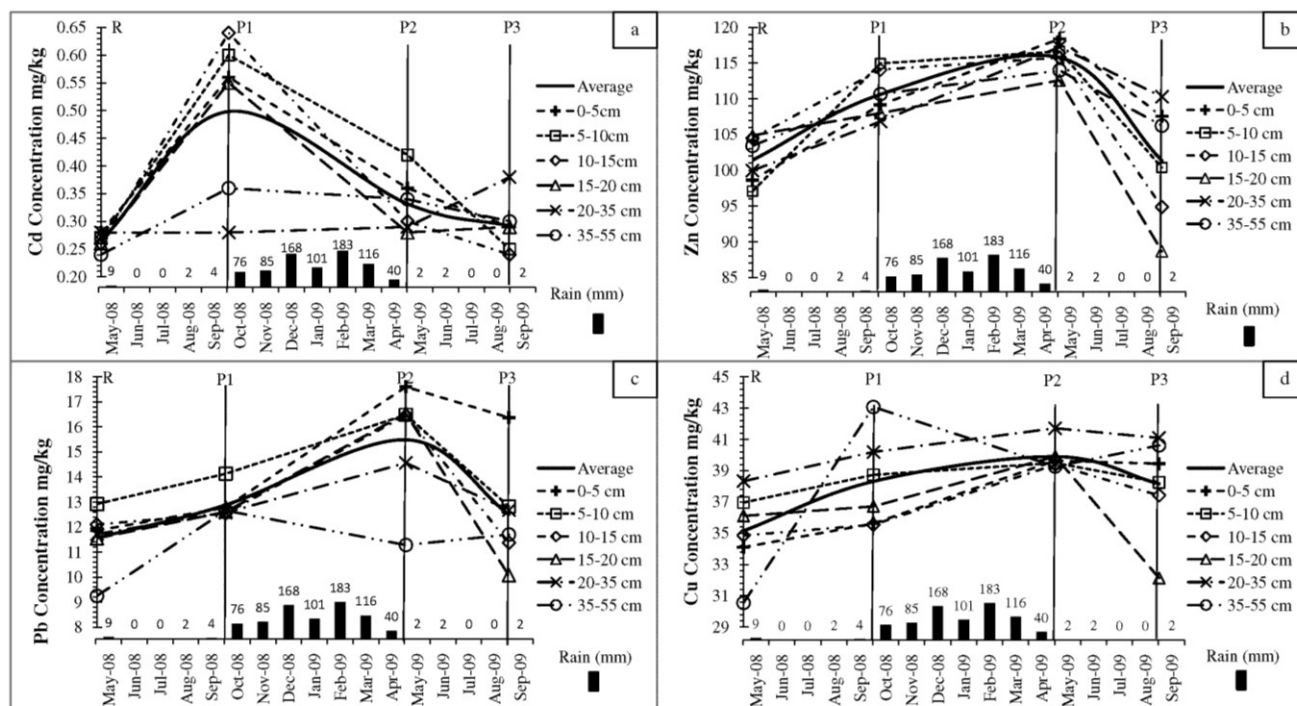 a
R P1 P2 P3
Cd Concentration mg/kg
0.65
0.60
0.55
0.50
0.45
0.40
0.35
0.30
0.25
0.20
9 0 0 2 4 76 85 168 101 183 116 40 2 2 0 0 2
May-08 Jun-08 Jul-08 Aug-08 Sep-08 Oct-08 Nov-08 Dec-08 Jan-09 Feb-09 Mar-09 Apr-09 May-09 Jun-09 Jul-09 Aug-09 Sep-09
Average
0-5cm
5-10cm
10-15cm
15-20 cm
20-35 cm
35-55 cm
Rain (mm)
b
P1 P2 P3
R
Zn Concentration mg/kg
120
115
110
105
100
95
90
85
9 0 0 2 4 76 85 168 101 183 116 40 2 2 0 0 2
May-08 Jun-08 Jul-08 Aug-08 Sep-08 Oct-08 Nov-08 Dec-08 Jan-09 Feb-09 Mar-09 Apr-09 May-09 Jun-09 Jul-09 Aug-09 Sep-09
Average
0-5cm
5-10 cm
10-15 cm
15-20 cm
20-35 cm
35-55 cm
Rain (mm)
c
R P1 P2 P3
Pb Concentration mg/kg
18
17
16
15
14
13
12
11
10
9
8
9 0 0 2 4 76 85 168 101 183 116 40 2 2 0 0 2
May-08 Jun-08 Jul-08 Aug-08 Sep-08 Oct-08 Nov-08 Dec-08 Jan-09 Feb-09 Mar-09 Apr-09 May-09 Jun-09 Jul-09 Aug-09 Sep-09
Average
0-5 cm
5-10 cm
10-15 cm
15-20 cm
20-35 cm
35-55 cm
Rain (mm)
d
R P1 P2 P3
Cu Concentration mg/kg
45
43
41
39
37
35
33
31
29
9 0 0 2 4 76 85 168 101 183 116 40 2 2 0 0 2
May-08 Jun-08 Jul-08 Aug-08 Sep-08 Oct-08 Nov-08 Dec-08 Jan-09 Feb-09 Mar-09 Apr-09 May-09 Jun-09 Jul-09 Aug-09 Sep-09
Average
0-5 cm
5-10 cm
10-15 cm
15-20 cm
20-35 cm
35-55 cm
Rain (mm)